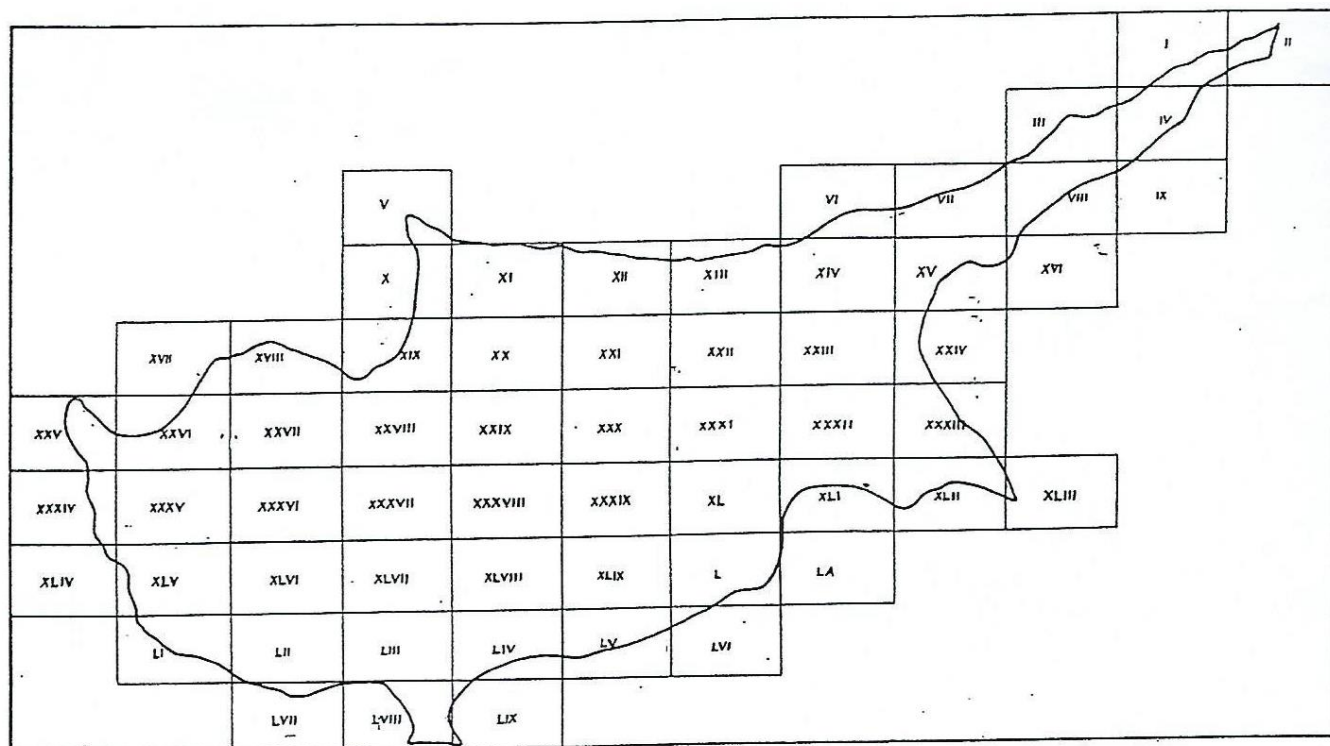 I II
III IV
V VI VII VIII IX
X XI XII XIII XIV XV XVI
XVII XVIII XIX XX XXI XXII XXIII XXIV
XXV XXVI XXVII XXVIII XXIX XXX XXXI XXXII XXXIII
XXXIV XXXV XXXVI XXXVII XXXVIII XXXIX XL XLI XLII XLIII
XLIV XLV XLVI XLVII XLVIII XLIX L LA
LI LII LIII LIV LV LVI
LVII LVIII LIX